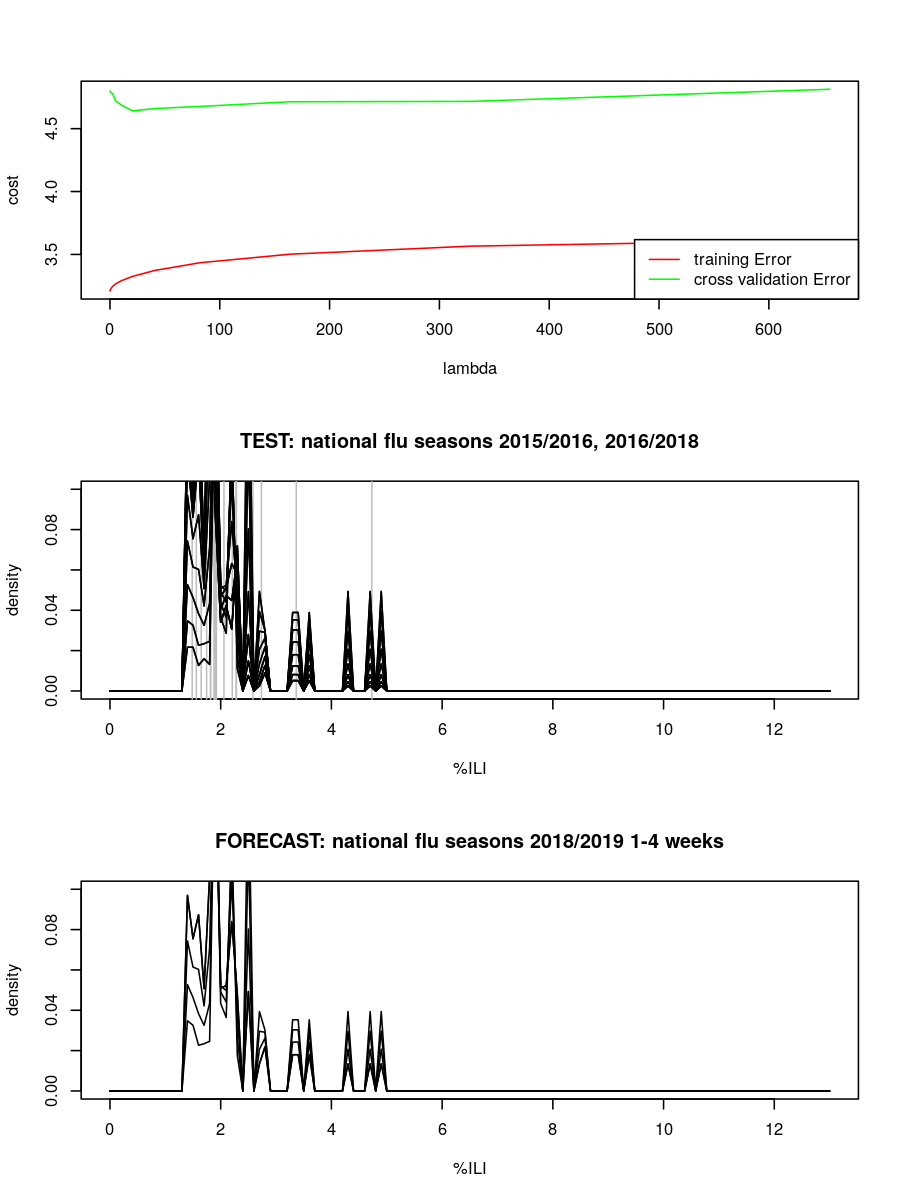 cost
4.5
4.0
3.5
training Error
cross validation Error
0 100 200 300 400 500 600
lambda
TEST: national flu seasons 2015/2016, 2016/2018
density
0.08
0.04
0.00
0 2 4 6 8 10 12
%ILI
FORECAST: national flu seasons 2018/2019 1-4 weeks
density
0.08
0.04
0.00
0 2 4 6 8 10 12
%ILI